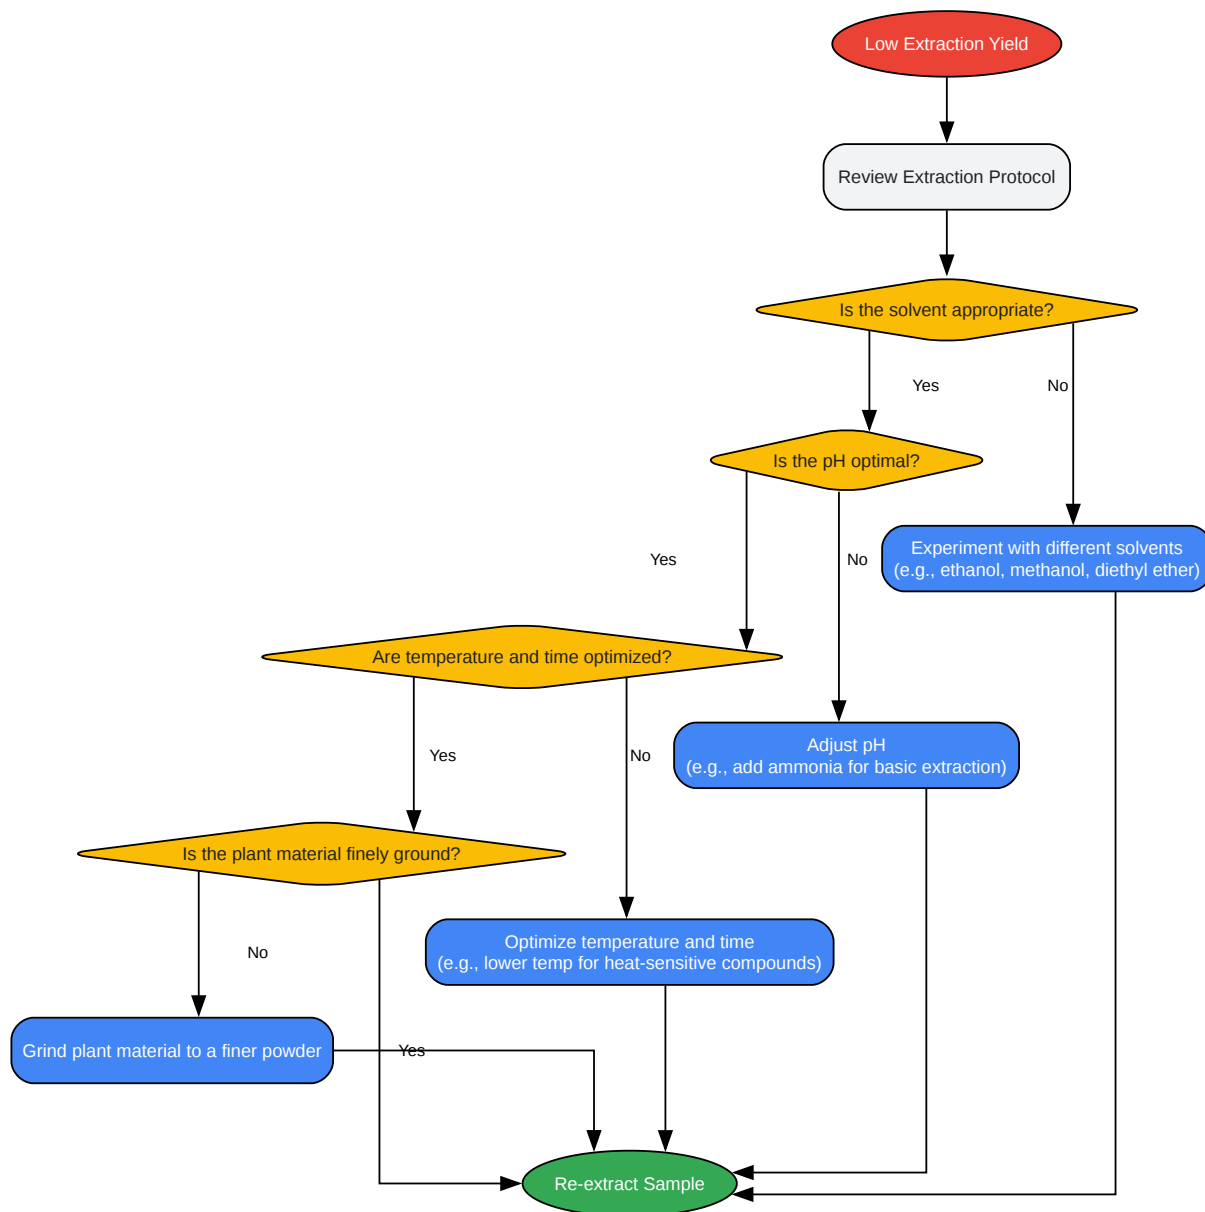 Low Extraction Yield
Review Extraction Protocol
Is the solvent appropriate?
Yes
No
Is the pH optimal?
Yes
No
Experiment with different solvents
(e.g., ethanol, methanol, diethyl ether)
Are temperature and time optimized?
Yes
No
Adjust pH
(e.g., add ammonia for basic extraction)
Is the plant material finely ground?
No
Optimize temperature and time
(e.g., lower temp for heat-sensitive compounds)
Grind plant material to a finer powder
Yes
Re-extract Sample